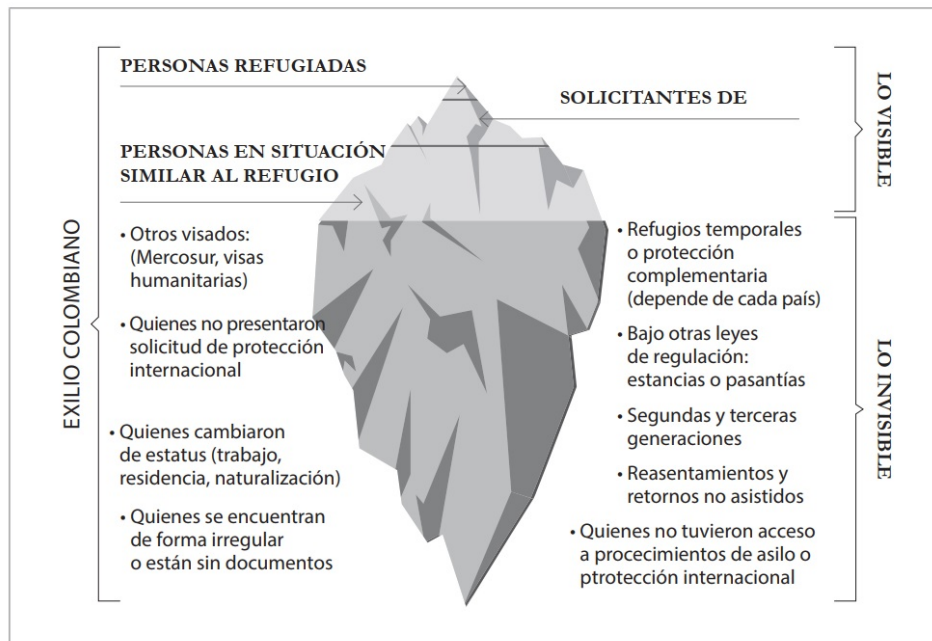 PERSONAS REFUGIADAS
SOLICITANTES DE
PERSONAS EN SITUACIÓN
SIMILAR AL REFUGIO
EXILIO COLOMBIANO
• Otros visados:
(Mercosur, visas
humanitarias)
• Quienes no presentaron
solicitud de protección
internacional
• Quienes cambiaron
de estatus (trabajo,
residencia, naturalización)
• Quienes se encuentran
de forma irregular
o están sin documentos
• Refugios temporales
o protección
complementaria
(depende de cada país)
• Bajo otras leyes
de regulación:
estancias o pasantías
• Segundas y terceras
generaciones
• Reasentamientos y
retornos no asistidos
• Quienes no tuvieron acceso
a procecimientos de asilo o
ptrotección internacional
LO VISIBLE
LO INVISIBLE